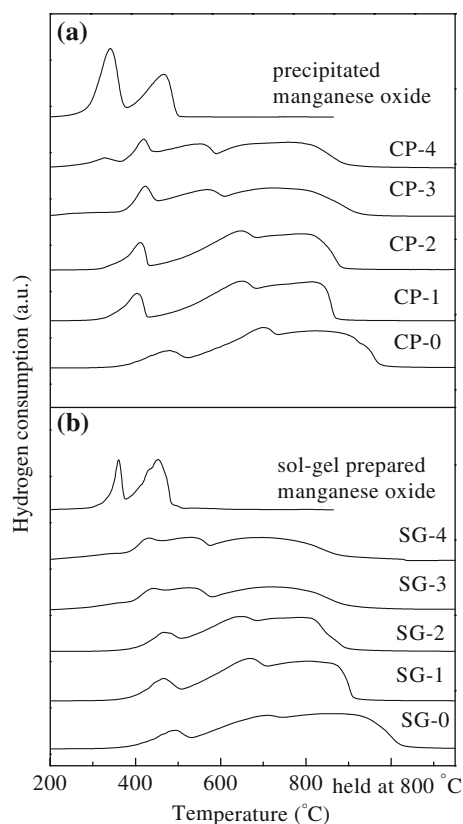 (a)
precipitated
manganese oxide
CP-4
CP-3
CP-2
CP-1
CP-0
Hydrogen consumption (a.u.)
(b)
sol-gel prepared
manganese oxide
SG-4
SG-3
SG-2
SG-1
SG-0
200 400 600 800 held at 800 °C
Temperature (°C)